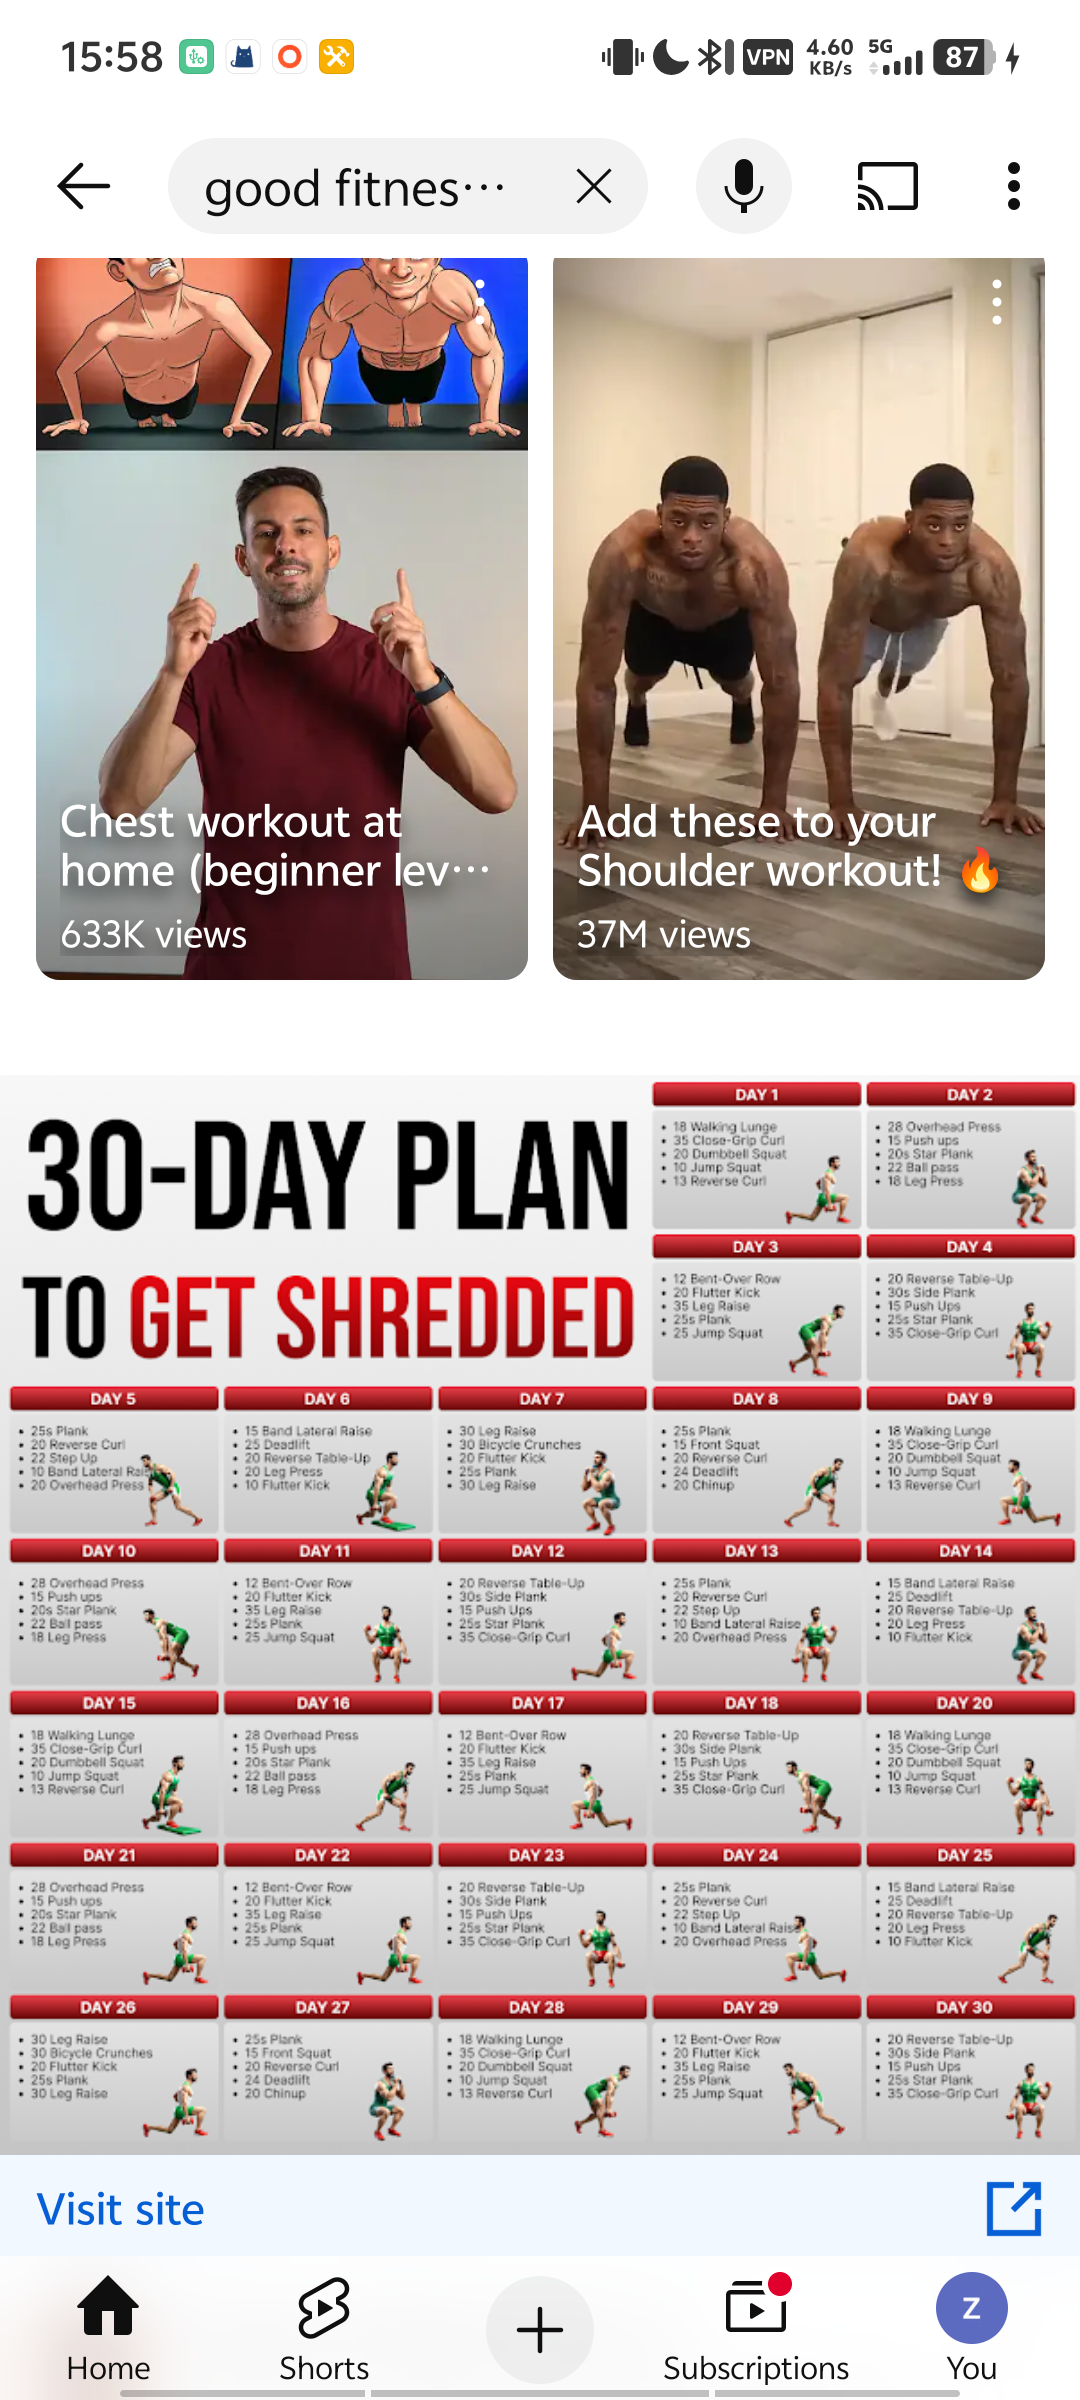 15:58
VPN
4.60 KB/s
5G
87
good fitnes···
Chest workout at
home (beginner lev···
633K views
Add these to your
Shoulder workout! 🔥
37M views
30-DAY PLAN
TO GET SHREDDED
DAY 1
• 18 Walking Lunge
• 35 Close-Grip Curl
• 20 Dumbbell Squat
• 10 Jump Squat
• 13 Reverse Curl
DAY 2
• 28 Overhead Press
• 15 Push ups
• 20s Star Plank
• 22 Ball pass
• 18 Leg Press
DAY 3
• 12 Bent-Over Row
• 20 Flutter Kick
• 35 Leg Raise
• 25s Plank
• 25 Jump Squat
DAY 4
• 20 Reverse Table-Up
• 30s Side Plank
• 15 Push Ups
• 25s Star Plank
• 35 Close-Grip Curl
DAY 5
• 25s Plank
• 20 Reverse Curl
• 22 Step Up
• 10 Band Lateral
• 20 Overhead Press
DAY 6
• 15 Band Lateral Raise
• 25 Deadlift
• 20 Reverse Table-Up
• 20 Leg Press
• 10 Flutter Kick
DAY 7
• 30 Leg Raise
• 30 Bicycle Crunches
• 20 Flutter Kick
• 25s Plank
• 30 Leg Raise
DAY 8
• 25s Plank
• 15 Front Squat
• 20 Reverse Curl
• 24 Deadlift
• 20 Chinup
DAY 9
• 18 Walking Lunge
• 35 Close-Grip Curl
• 20 Dumbbell Squat
• 10 Jump Squat
• 13 Reverse Curl
DAY 10
• 28 Overhead Press
• 15 Push ups
• 20s Star Plank
• 22 Ball pass
• 18 Leg Press
DAY 11
• 12 Bent-Over Row
• 20 Flutter Kick
• 35 Leg Raise
• 25s Plank
• 25 Jump Squat
DAY 12
• 20 Reverse Table-Up
• 30s Side Plank
• 15 Push Ups
• 25s Star Plank
• 35 Close-Grip Curl
DAY 13
• 25s Plank
• 20 Reverse Curl
• 22 Step Up
• 10 Band Lateral Raise
• 20 Overhead Press
DAY 14
• 15 Band Lateral Raise
• 25 Deadlift
• 20 Reverse Table-Up
• 20 Leg Press
• 10 Flutter Kick
DAY 15
• 18 Walking Lunge
• 35 Close-Grip Curl
• 20 Dumbbell Squat
• 10 Jump Squat
• 13 Reverse Curl
DAY 16
• 28 Overhead Press
• 15 Push ups
• 20s Star Plank
• 22 Ball pass
• 18 Leg Press
DAY 17
• 12 Bent-Over Row
• 20 Flutter Kick
• 35 Leg Raise
• 25s Plank
• 25 Jump Squat
DAY 18
• 20 Reverse Table-Up
• 30s Side Plank
• 15 Push Ups
• 25s Star Plank
• 35 Close-Grip Curl
DAY 20
• 18 Walking Lunge
• 35 Close-Grip Curl
• 20 Dumbbell Squat
• 10 Jump Squat
• 13 Reverse Curl
DAY 21
• 28 Overhead Press
• 15 Push ups
• 20s Star Plank
• 22 Ball pass
• 18 Leg Press
DAY 22
• 12 Bent-Over Row
• 20 Flutter Kick
• 35 Leg Raise
• 25s Plank
• 25 Jump Squat
DAY 23
• 20 Reverse Table-Up
• 30s Side Plank
• 15 Push Ups
• 25s Star Plank
• 35 Close-Grip Curl
DAY 24
• 25s Plank
• 20 Reverse Curl
• 22 Step Up
• 10 Band Lateral Raise
• 20 Overhead Press
DAY 25
• 15 Band Lateral Raise
• 25 Deadlift
• 20 Reverse Table-Up
• 20 Leg Press
• 10 Flutter Kick
DAY 26
• 30 Leg Raise
• 30 Bicycle Crunches
• 20 Flutter Kick
• 25s Plank
• 30 Leg Raise
DAY 27
• 25s Plank
• 15 Front Squat
• 20 Reverse Curl
• 24 Deadlift
• 20 Chinup
DAY 28
• 18 Walking Lunge
• 35 Close-Grip Curl
• 20 Dumbbell Squat
• 10 Jump Squat
• 13 Reverse Curl
DAY 29
• 12 Bent-Over Row
• 20 Flutter Kick
• 35 Leg Raise
• 25s Plank
• 25 Jump Squat
DAY 30
• 20 Reverse Table-Up
• 30s Side Plank
• 15 Push Ups
• 25s Star Plank
• 35 Close-Grip Curl
Visit site
Home
Shorts
Subscriptions
Z
You